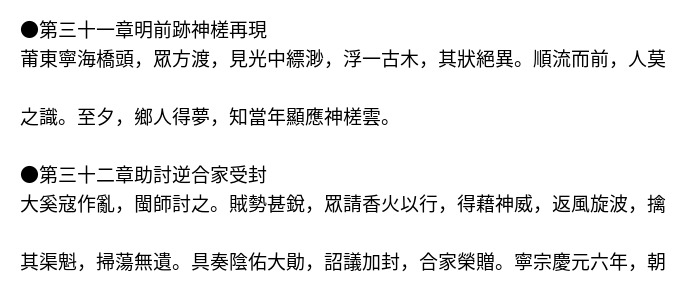 ●第三十一章明前跡神槎再現
莆東寧海橋頭，眾方渡，見光中縹渺，浮一古木，其狀絕異。順流而前，人莫
之識。至夕，鄉人得夢，知當年顯應神槎雲。
●第三十二章助討逆合家受封
大奚寇作亂，閩師討之。賊勢甚銳，眾請香火以行，得藉神威，返風旋波，擒
其渠魁，掃蕩無遺。具奏陰佑大勛，詔議加封，合家榮贈。寧宗慶元六年，朝